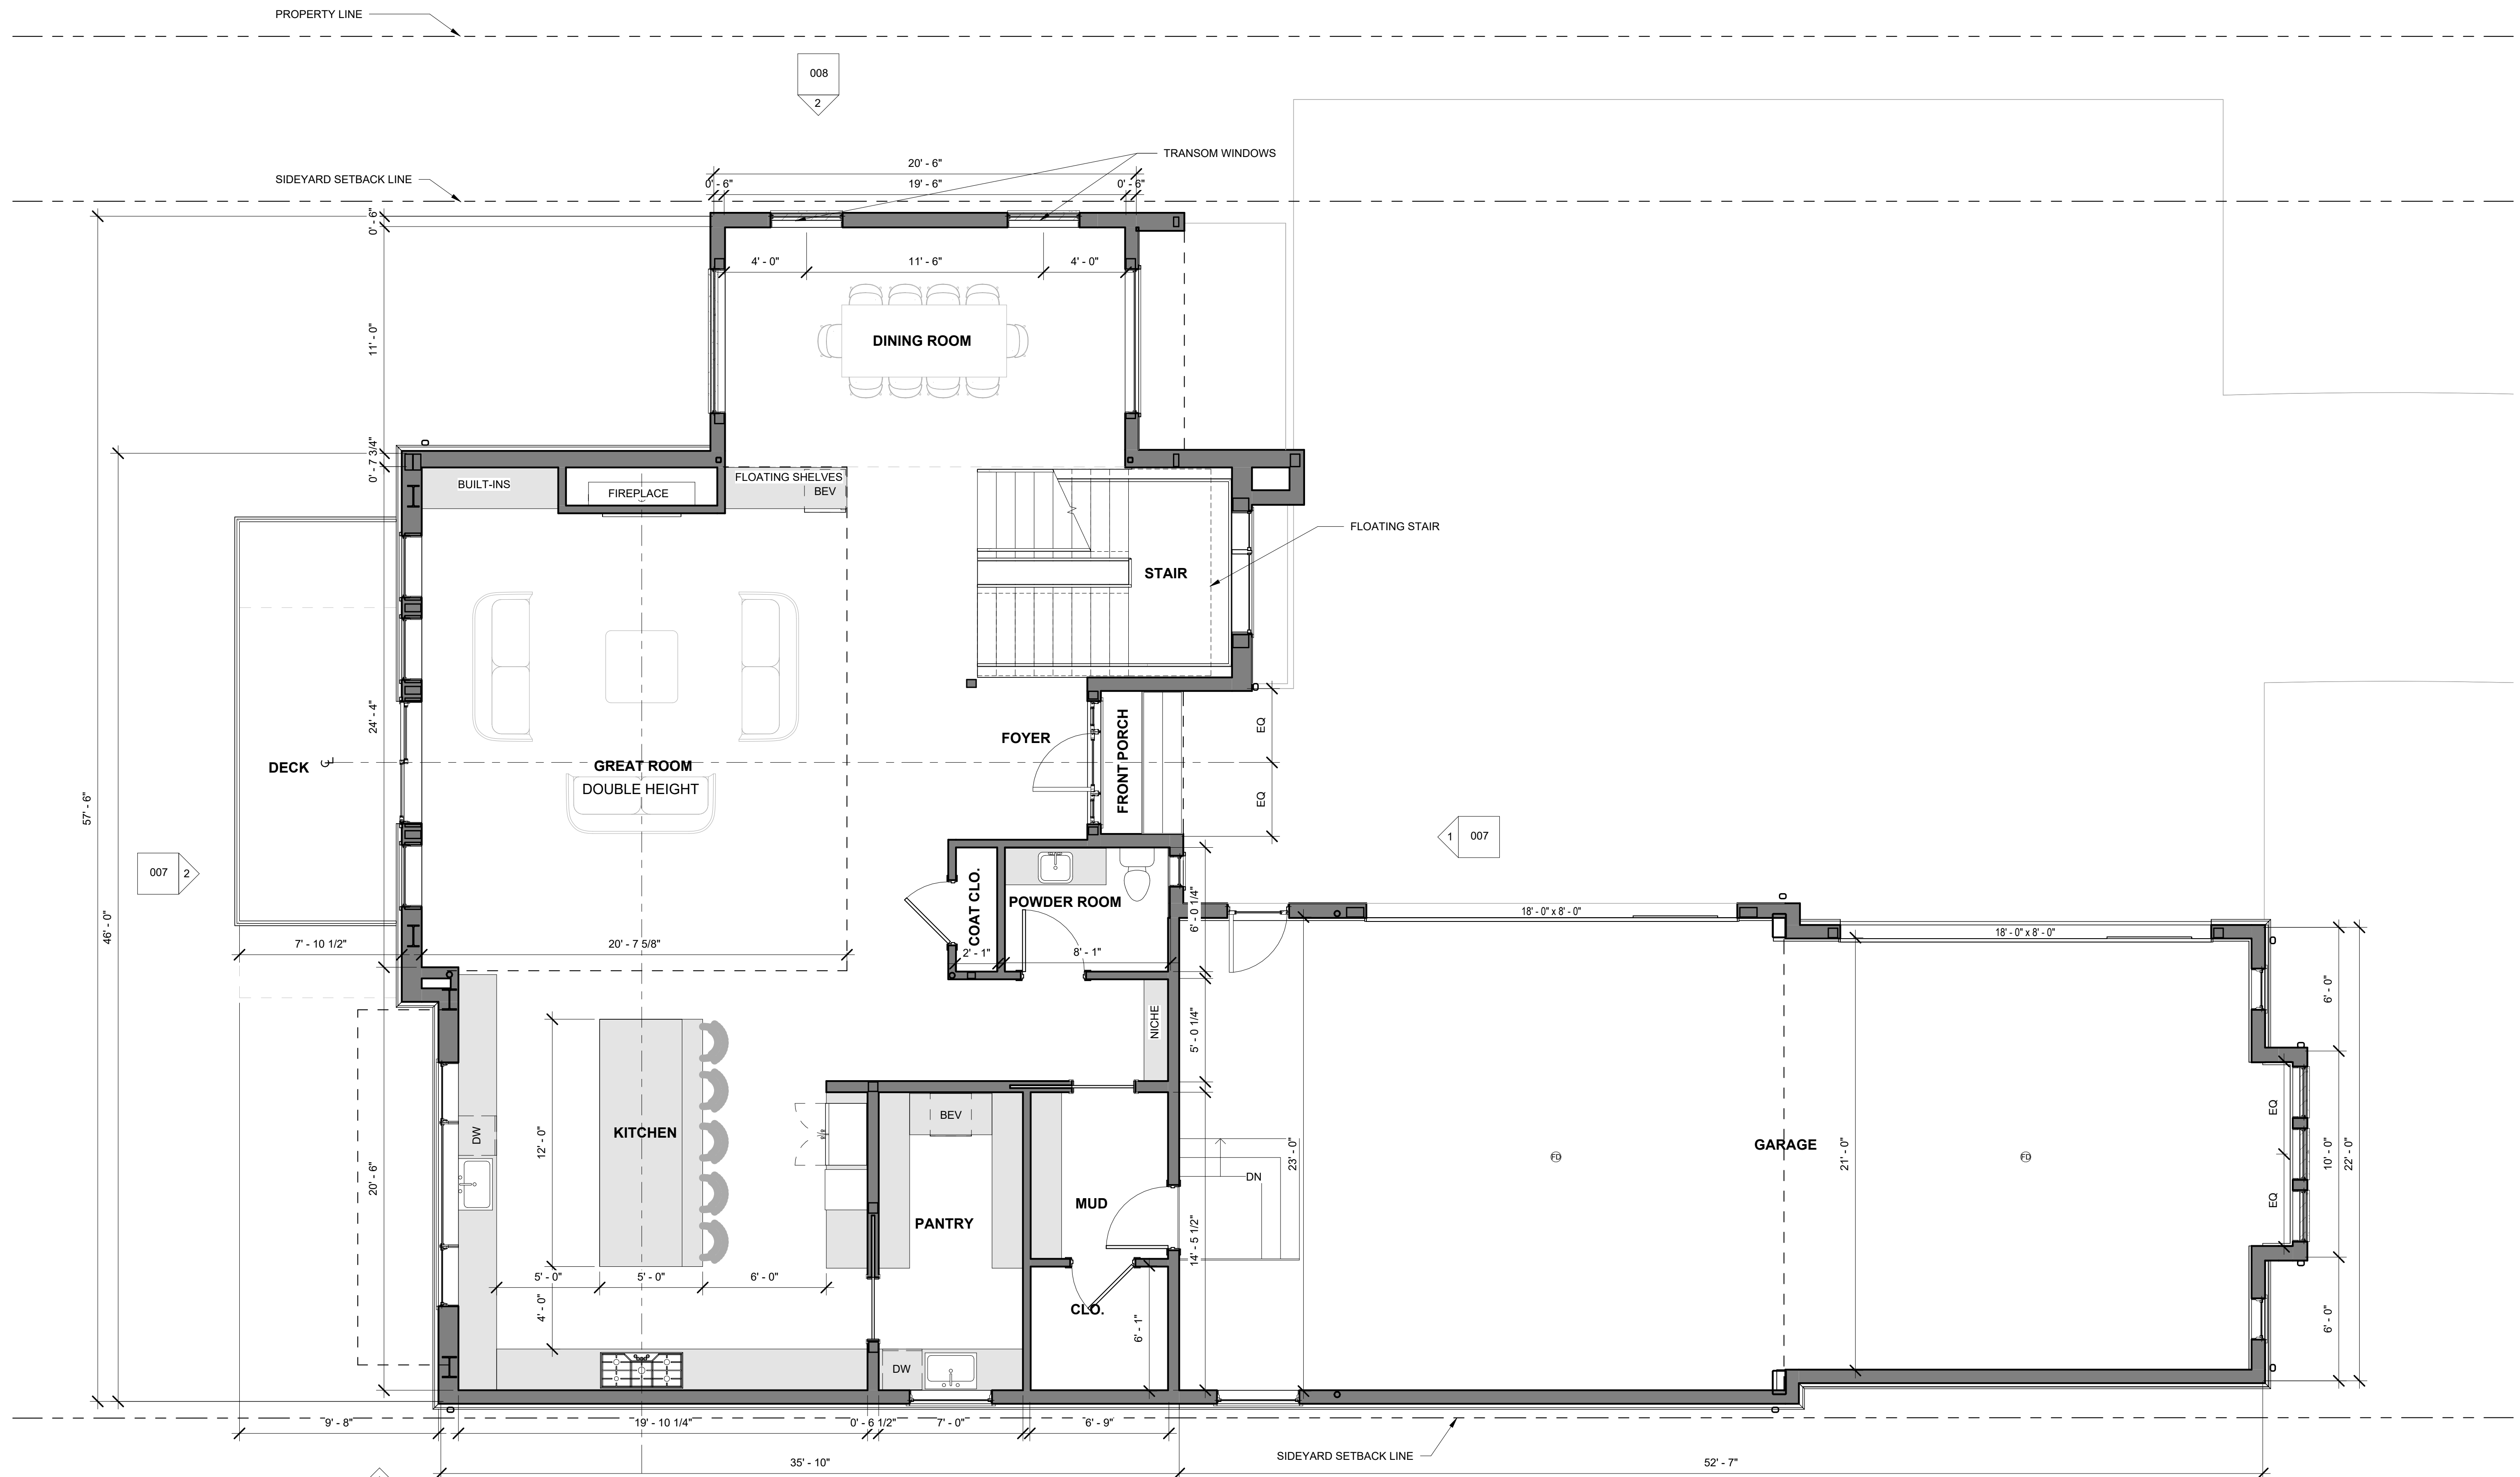 PROPERTY LINE
008
2
TRANSOM WINDOWS
20' - 6"
SIDEYARD SETBACK LINE
0' - 6"
19' - 6"
0' - 6"
0' - 6"
4' - 0"
11' - 6"
4' - 0"
11' - 0"
DINING ROOM
0' - 7 3/4"
BUILT-INS
FIREPLACE
FLOATING SHELVES
BEV
FLOATING STAIR
STAIR
24' - 4"
EQ
FOYER
FRONT PORCH
DECK
GREAT ROOM
DOUBLE HEIGHT
EQ
57' - 6"
1
007
007
2
COAT CLO.
POWDER ROOM
6' - 0 1/4"
18' - 0" x 8' - 0"
46' - 0"
18' - 0" x 8' - 0"
7' - 10 1/2"
20' - 7 5/8"
2' - 1"
8' - 1"
6' - 0"
NICHE
5' - 0 1/4"
BEV
EQ
DW
KITCHEN
12' - 0"
23' - 0"
GARAGE
21' - 0"
10' - 0"
22' - 0"
FD
FD
20' - 6"
DN
MUD
EQ
PANTRY
14' - 5 1/2"
5' - 0"
5' - 0"
6' - 0"
4' - 0"
CLO.
6' - 1"
6' - 0"
DW
9' - 8"
19' - 10 1/4"
0' - 6 1/2"
7' - 0"
6' - 9"
SIDEYARD SETBACK LINE
35' - 10"
52' - 7"